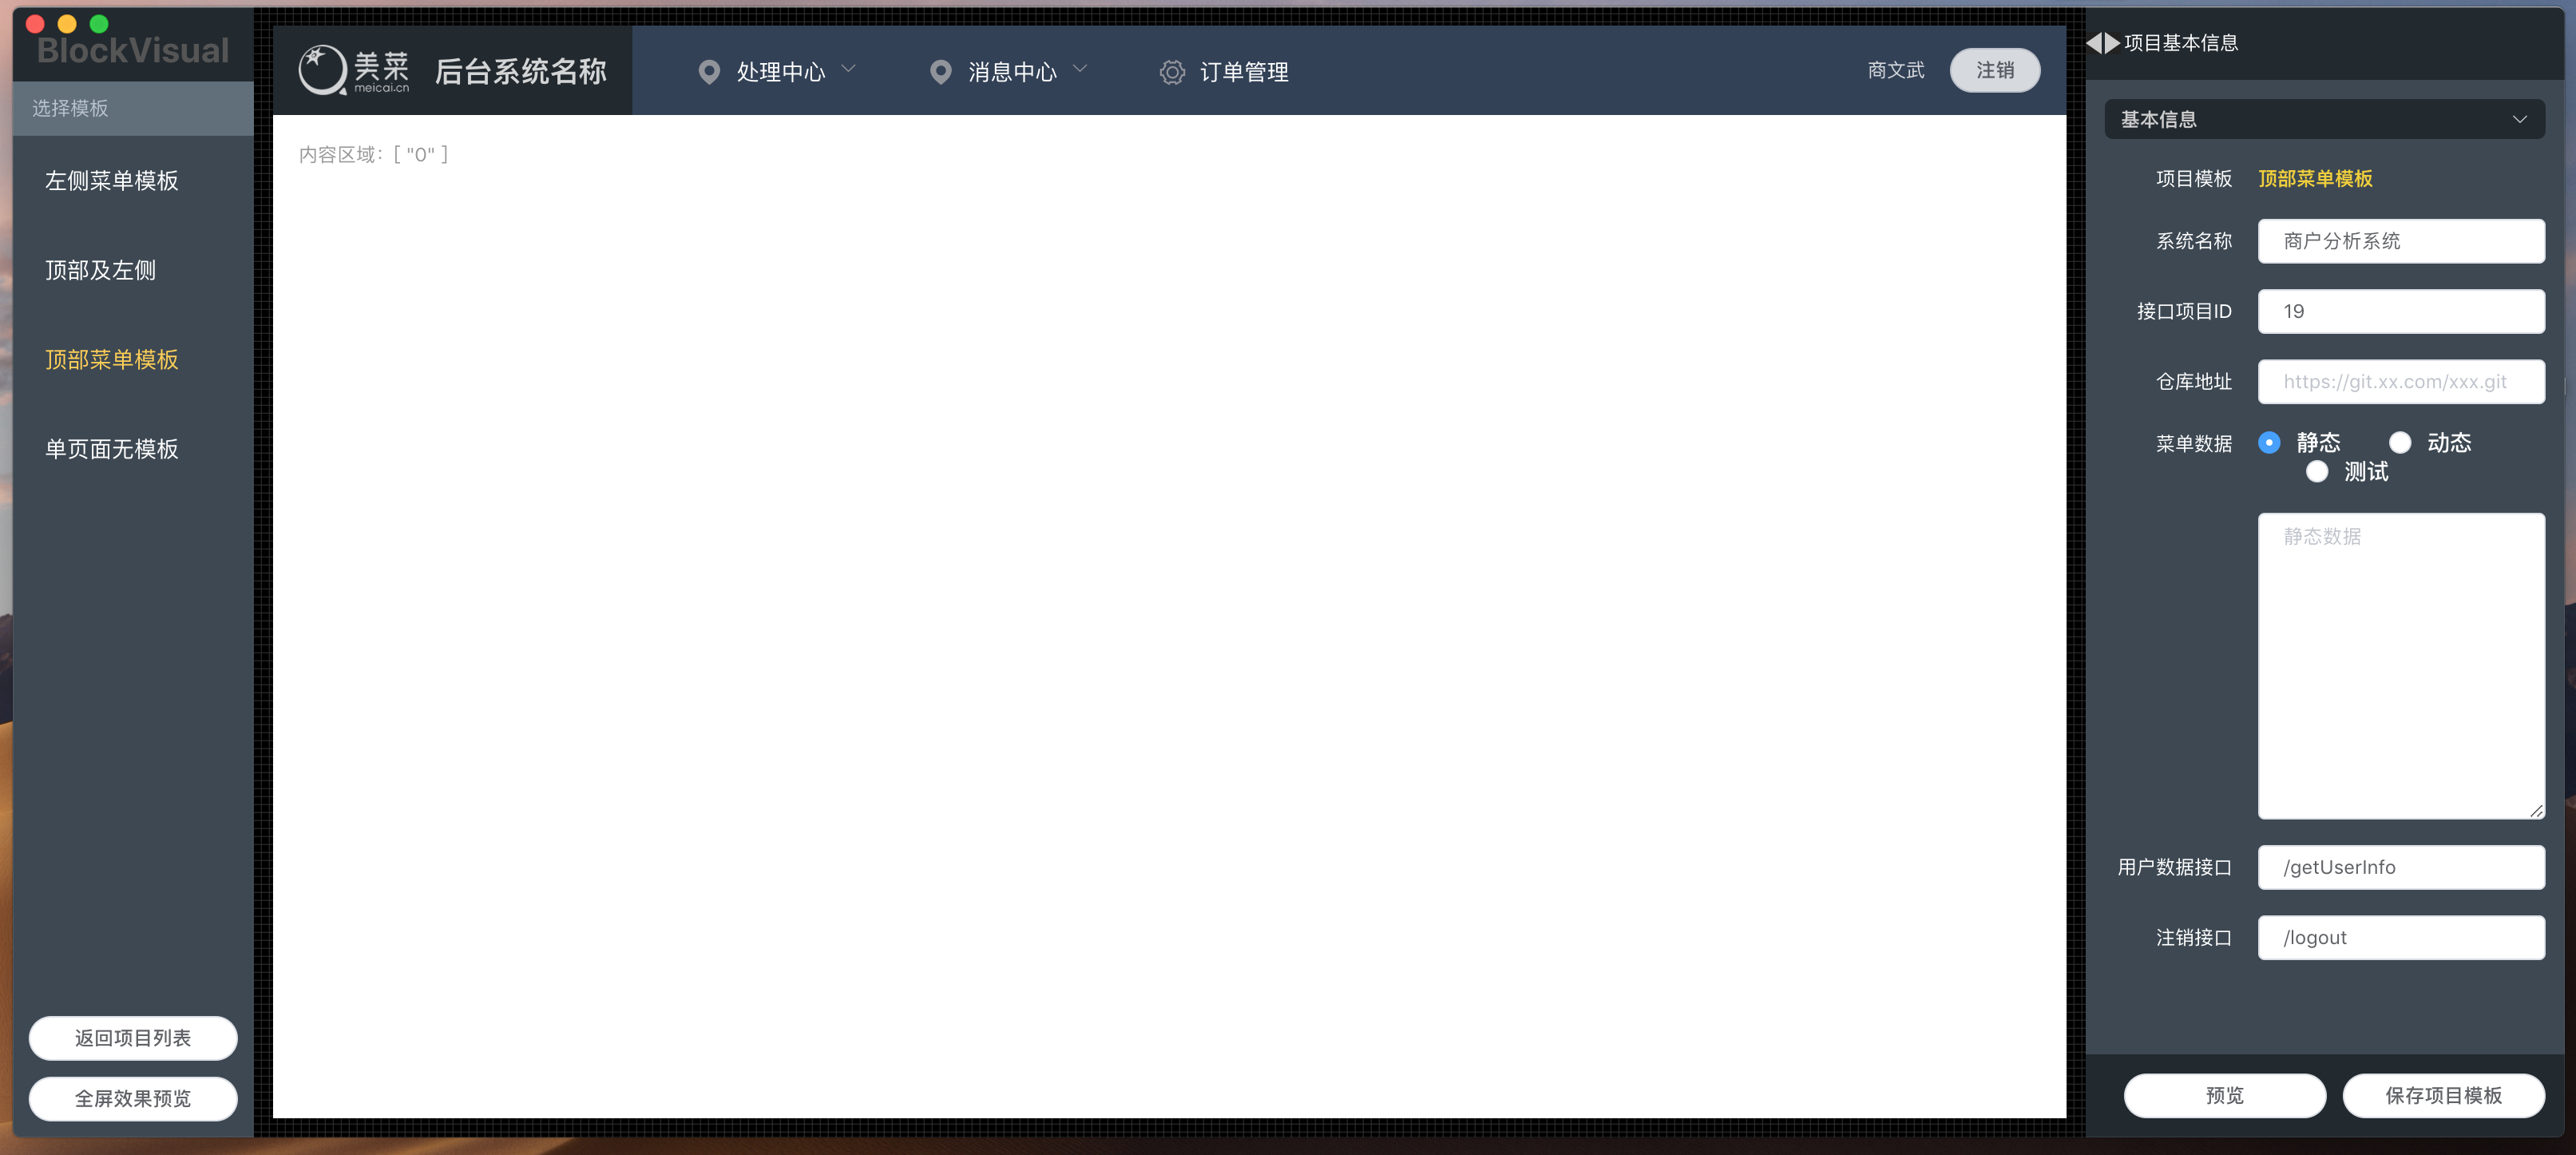 BlockVisual
选择模板
左侧菜单模板
顶部及左侧
顶部菜单模板
单页面无模板
返回项目列表
全屏效果预览
美菜
meicai.cn
后台系统名称
处理中心
消息中心
订单管理
商文武
注销
内容区域：[ "0" ]
项目基本信息
基本信息
项目模板 顶部菜单模板
系统名称 商户分析系统
接口项目ID 19
仓库地址 https://git.xx.com/xxx.git
菜单数据 静态 动态
测试
静态数据
用户数据接口 /getUserInfo
注销接口 /logout
预览 保存项目模板